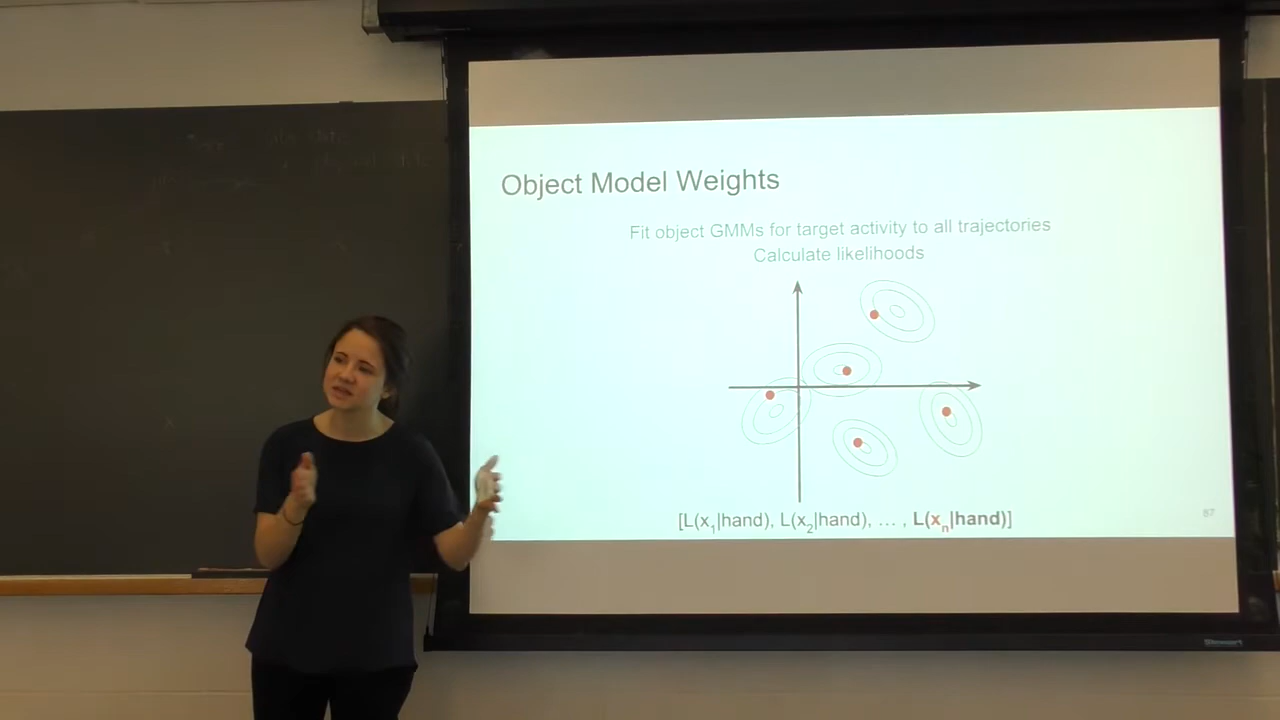 Object Model Weights
Fit object GMMs for target activity to all trajectories
Calculate likelihoods
[L(x₁|hand), L(x₂|hand), … , L(xₙ|hand)]
87
Stewart